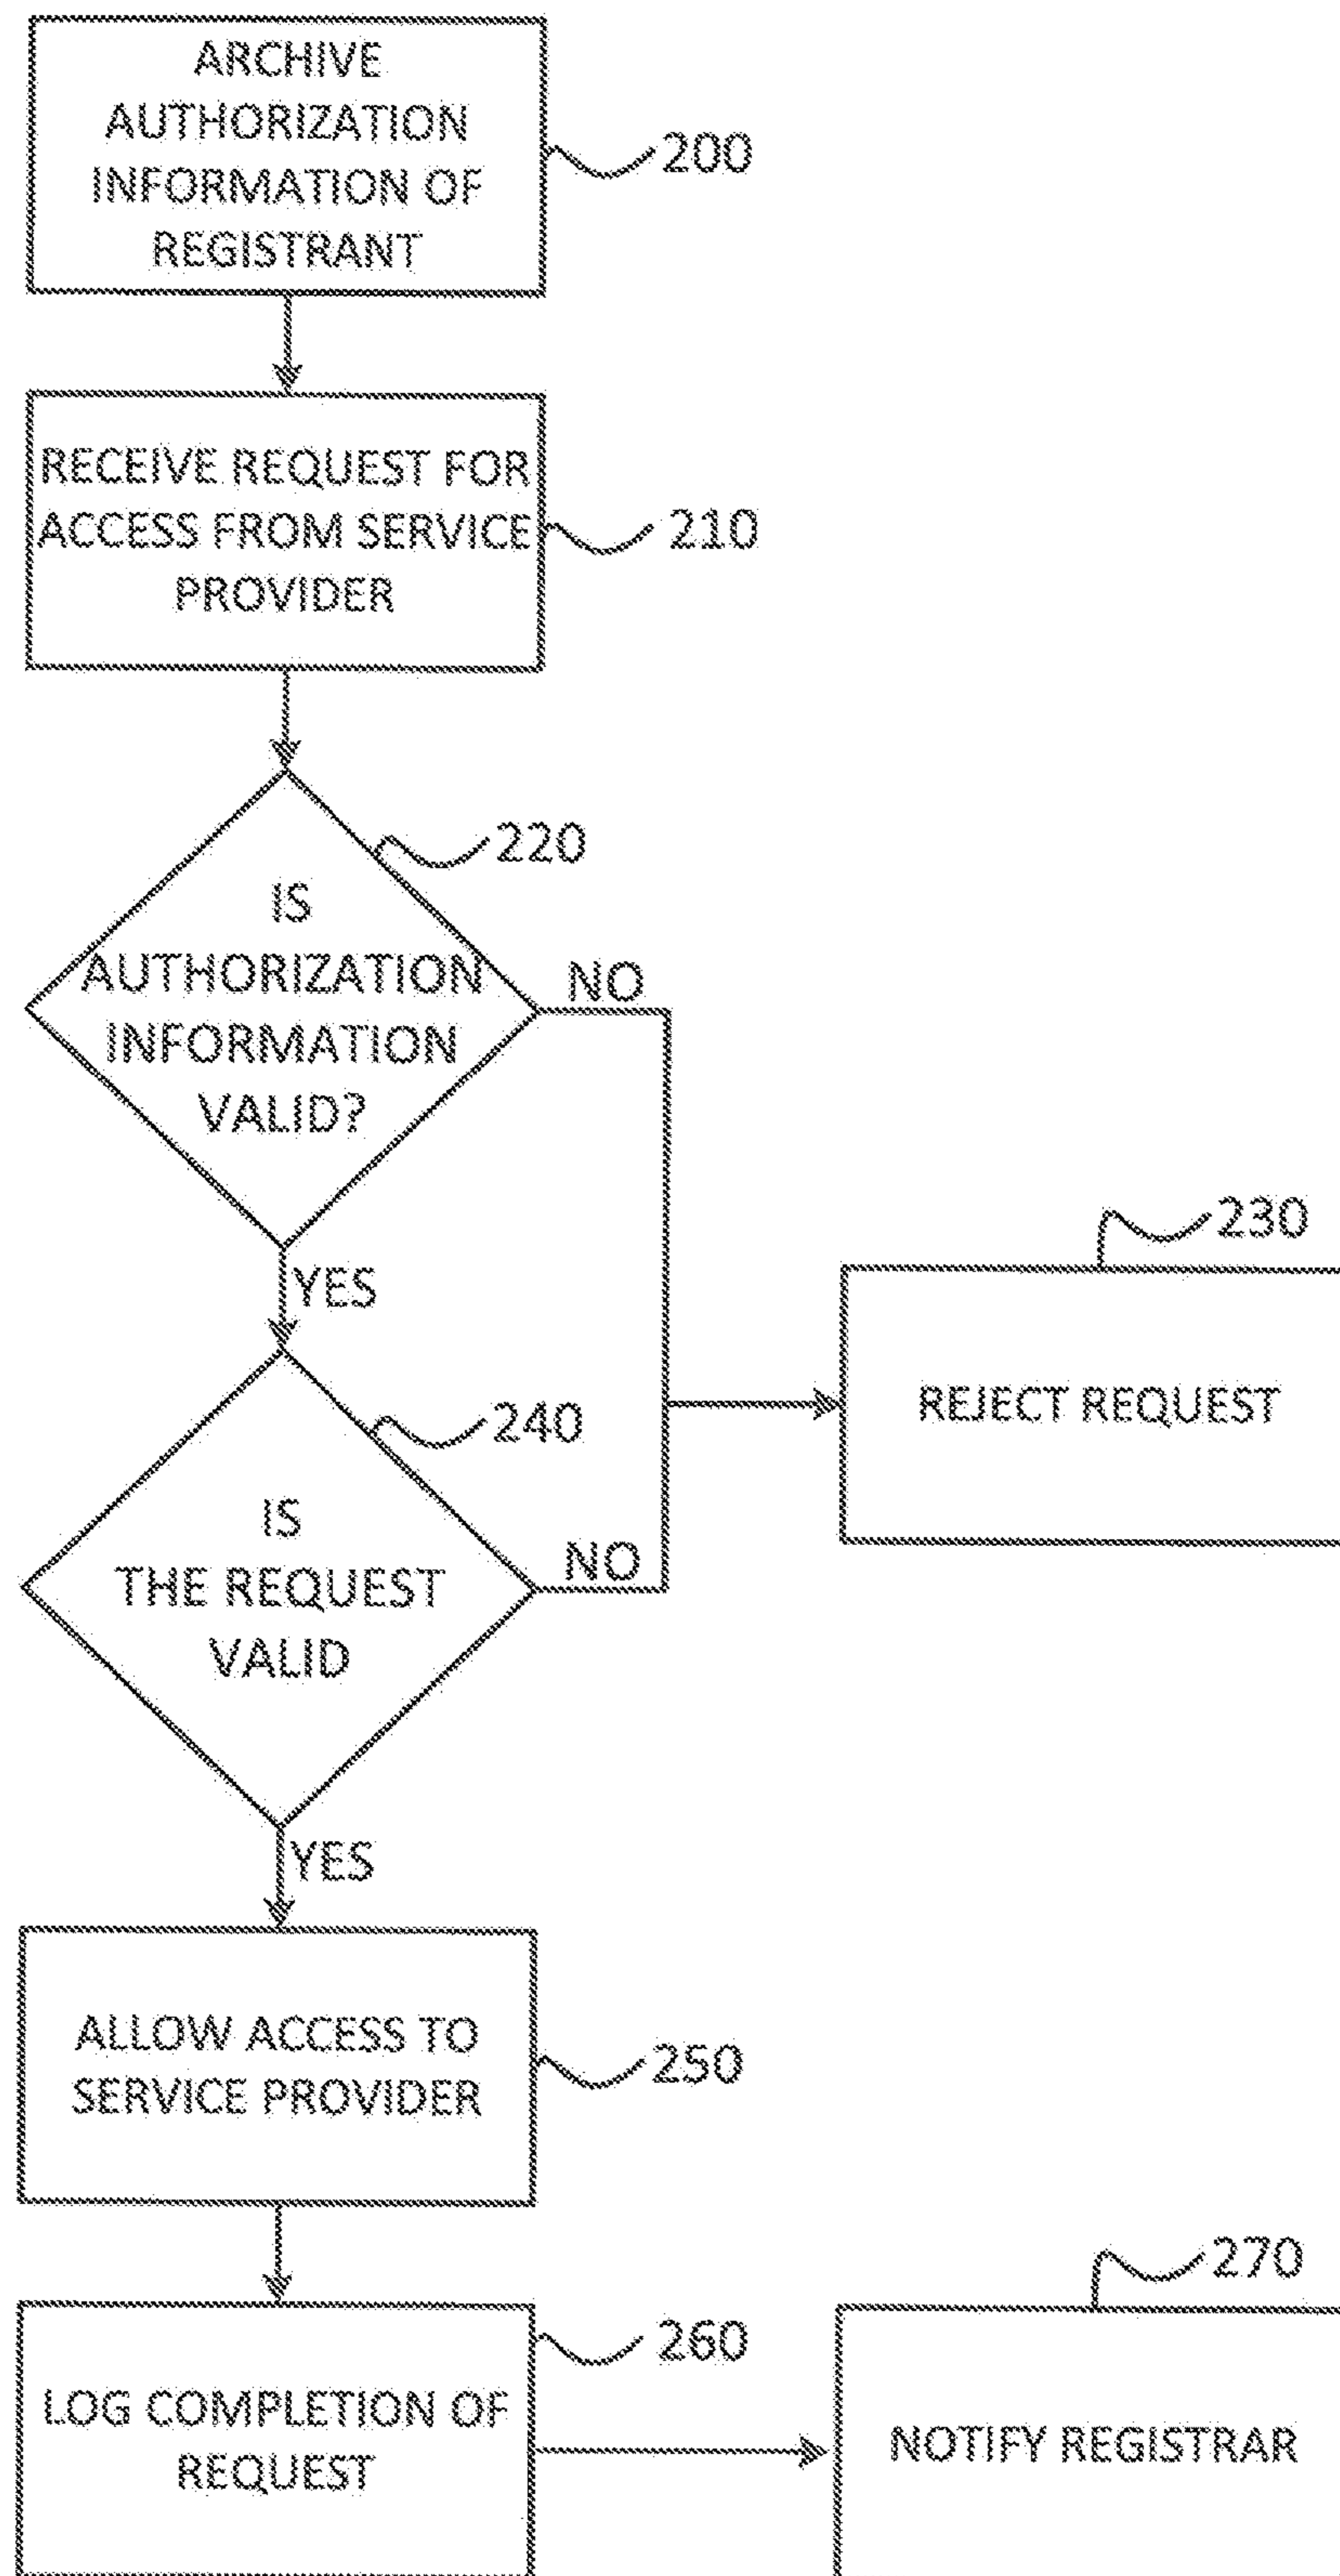 ARCHIVE
AUTHORIZATION
INFORMATION OF
REGISTRANT
200
RECEIVE REQUEST FOR
ACCESS FROM SERVICE
PROVIDER
210
220
IS
AUTHORIZATION
INFORMATION
VALID?
NO
YES
230
REJECT REQUEST
240
IS
THE REQUEST
VALID
NO
YES
ALLOW ACCESS TO
SERVICE PROVIDER
250
260
LOG COMPLETION OF
REQUEST
270
NOTIFY REGISTRAR